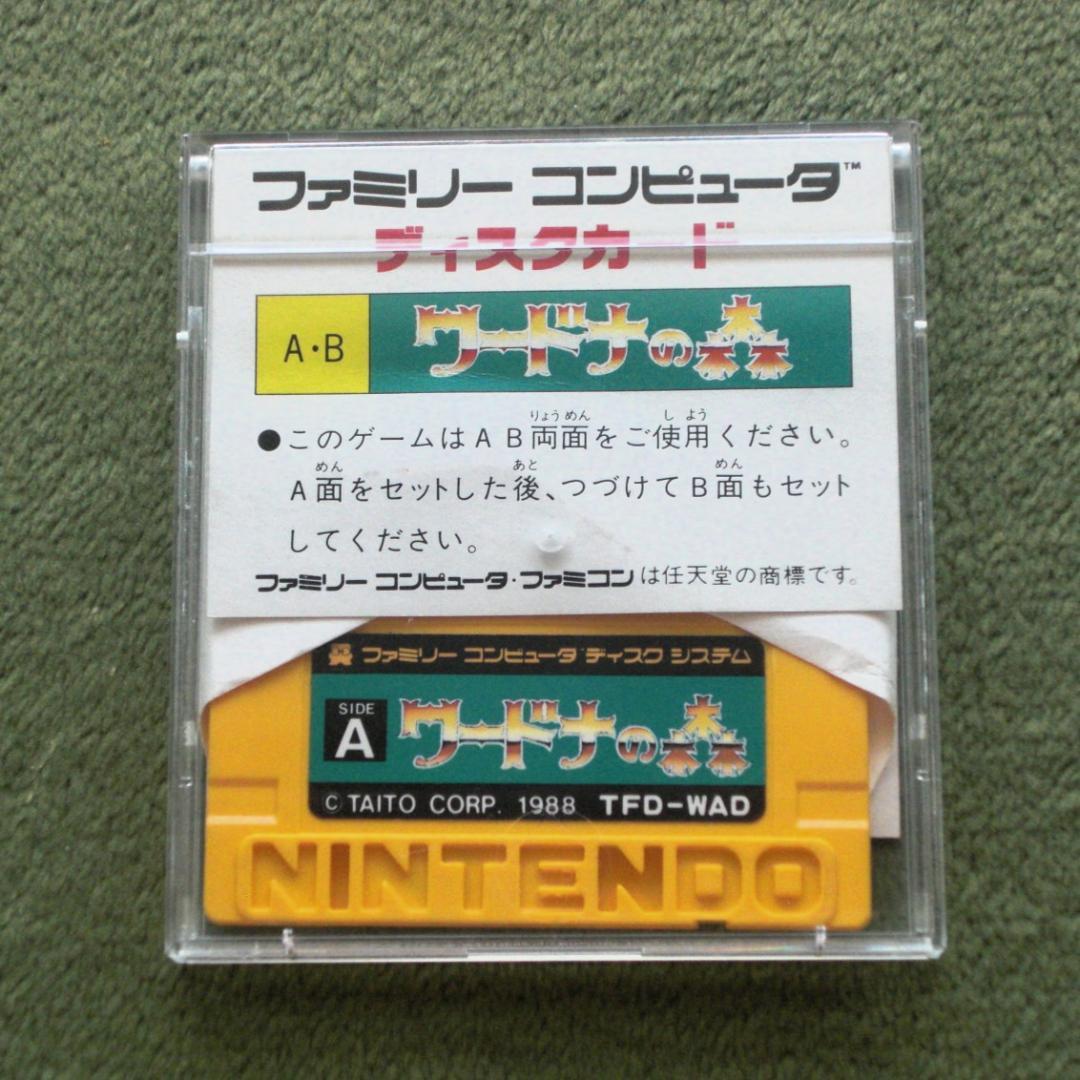 ファミリー コンピュータ™
ディスクカード
A・B ワードナの森
りょうめん しよう
●このゲームはAB両面をご使用ください。
めん あと めん
A面をセットした後、つづけてB面もセット
してください。
ファミリー コンピュータ・ファミコンは任天堂の商標です。
ファミリー コンピュータ ディスク システム
SIDE
A ワードナの森
© TAITO CORP. 1988 TFD-WAD
NINTENDO